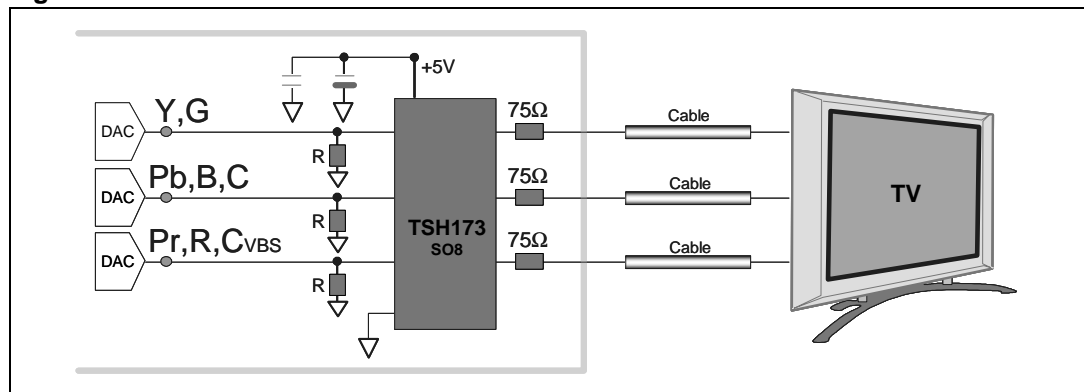 +5V
Y,G
DAC
75Ω
Cable
R
Pb,B,C
DAC
75Ω
Cable
R
TSH173
SO8
TV
Pr,R,CVBS
DAC
75Ω
Cable
R